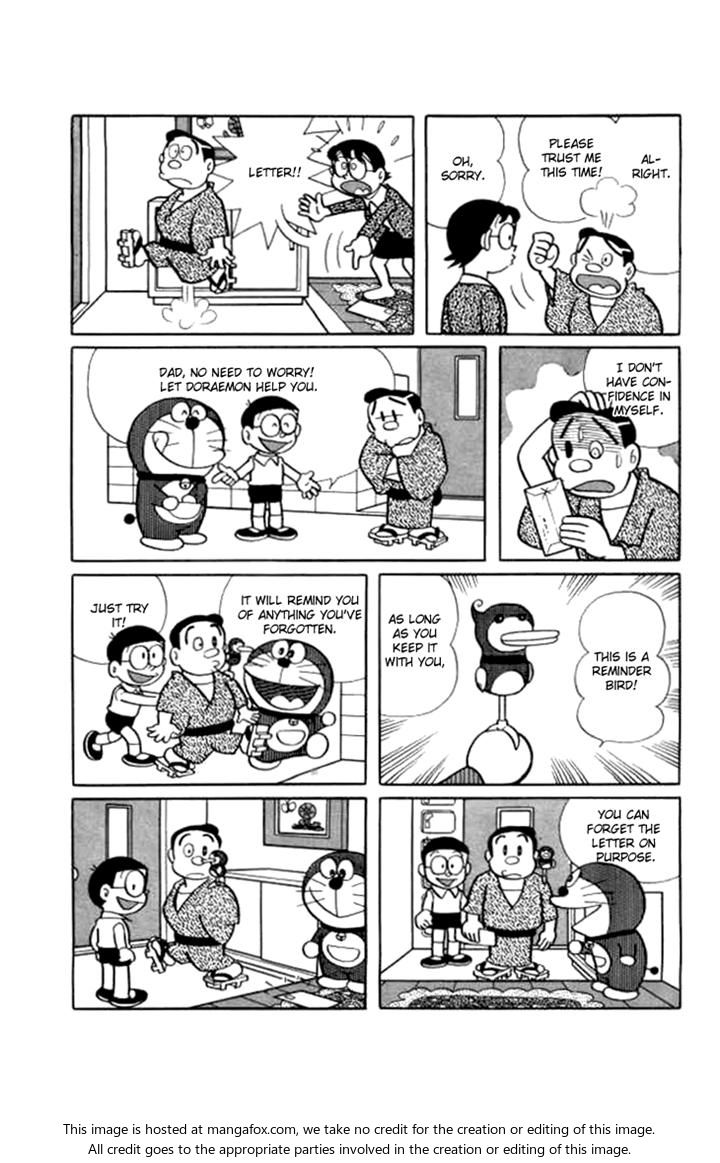 AL-
RIGHT.
PLEASE
TRUST ME
THIS TIME!
OH,
SORRY.
LETTER!!
I DON'T
HAVE CON-
FIDENCE IN
MYSELF.
DAD, NO NEED TO WORRY!
LET DORAEMON HELP YOU.
THIS IS A
REMINDER
BIRD!
AS LONG
AS YOU
KEEP IT
WITH YOU,
IT WILL REMIND YOU
OF ANYTHING YOU'VE
FORGOTTEN.
JUST TRY
IT!
YOU CAN
FORGET THE
LETTER ON
PURPOSE.
This image is hosted at mangafox.com, we take no credit for the creation or editing of this image.
All credit goes to the appropriate parties involved in the creation or editing of this image.